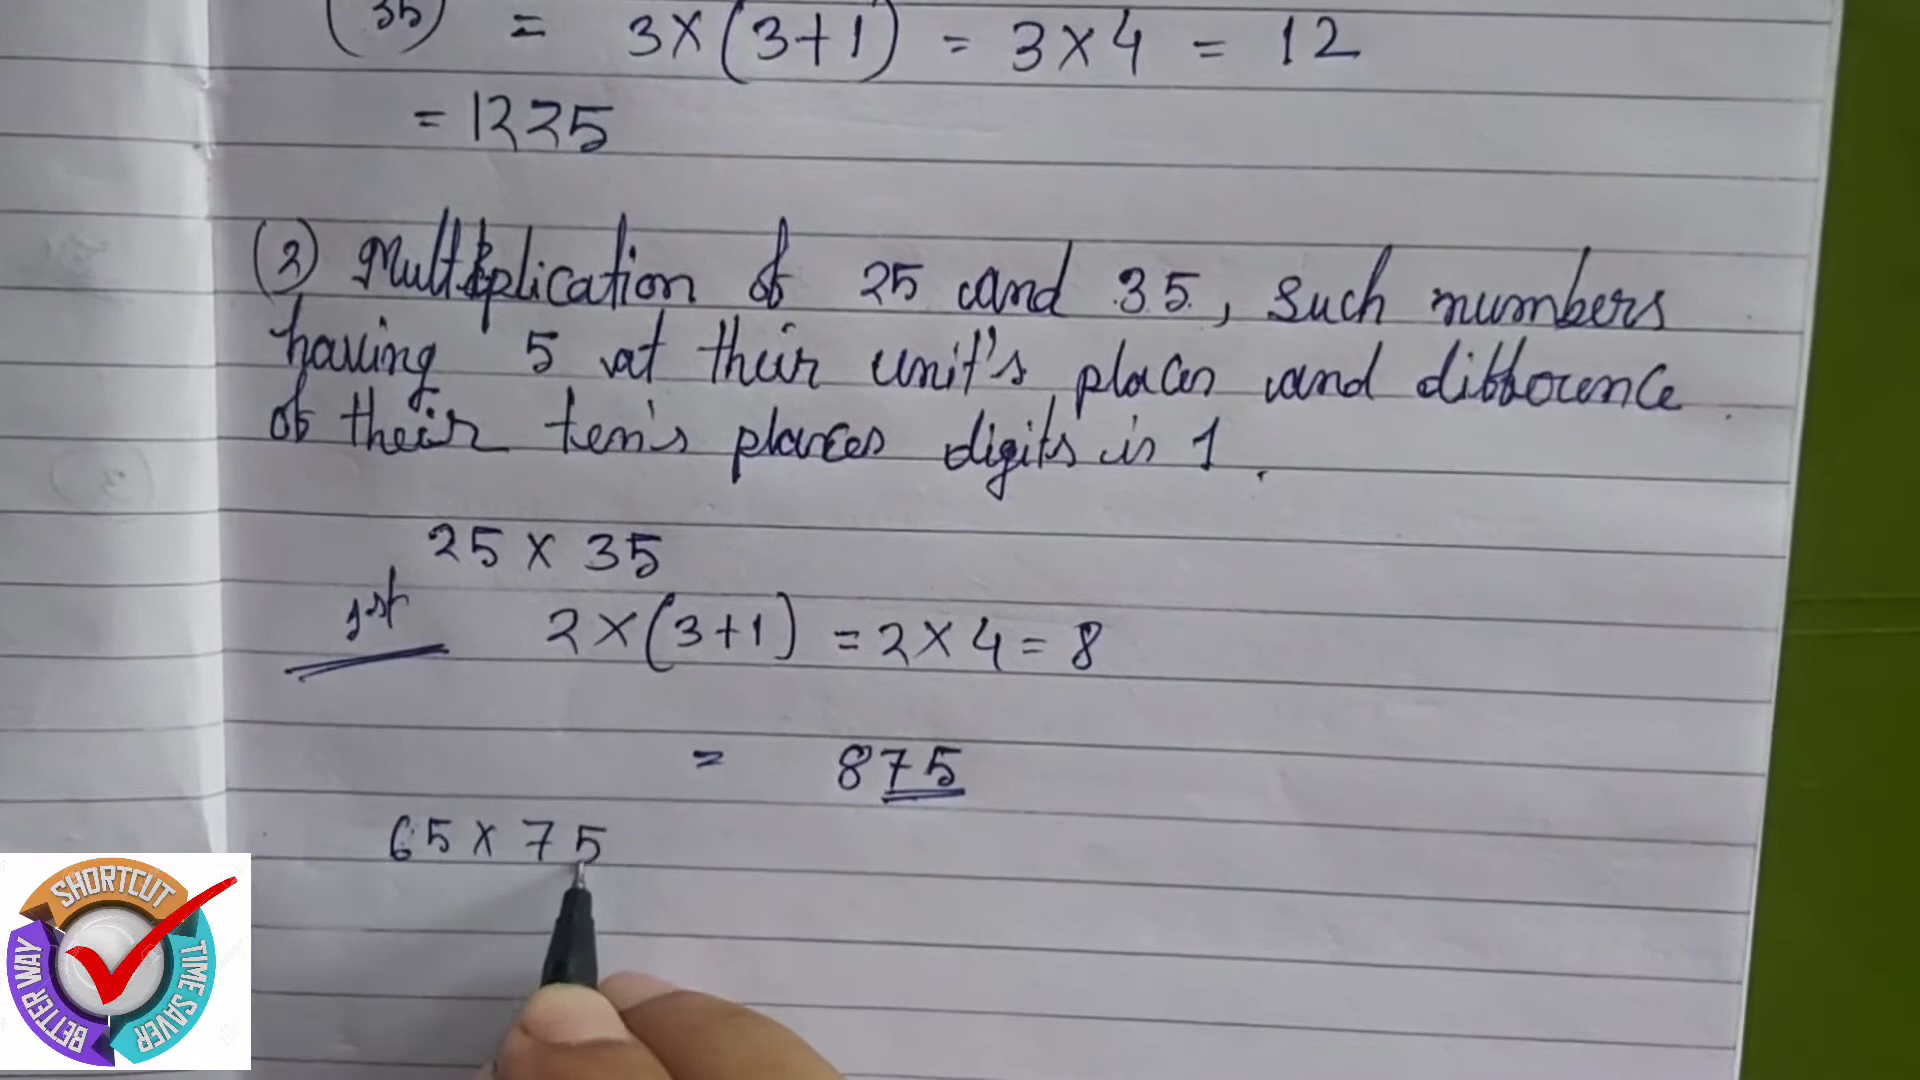 (35) = 3×(3+1) = 3×4 = 12
= 1225
(2) Multiplication of 25 and 35, such numbers
having 5 at their unit's places and difference
of their ten's places digits is 1.
25 × 35
1st 2×(3+1) = 2×4 = 8
= 875
65 × 75
SHORTCUT
BETTER WAY
TIME SAVER